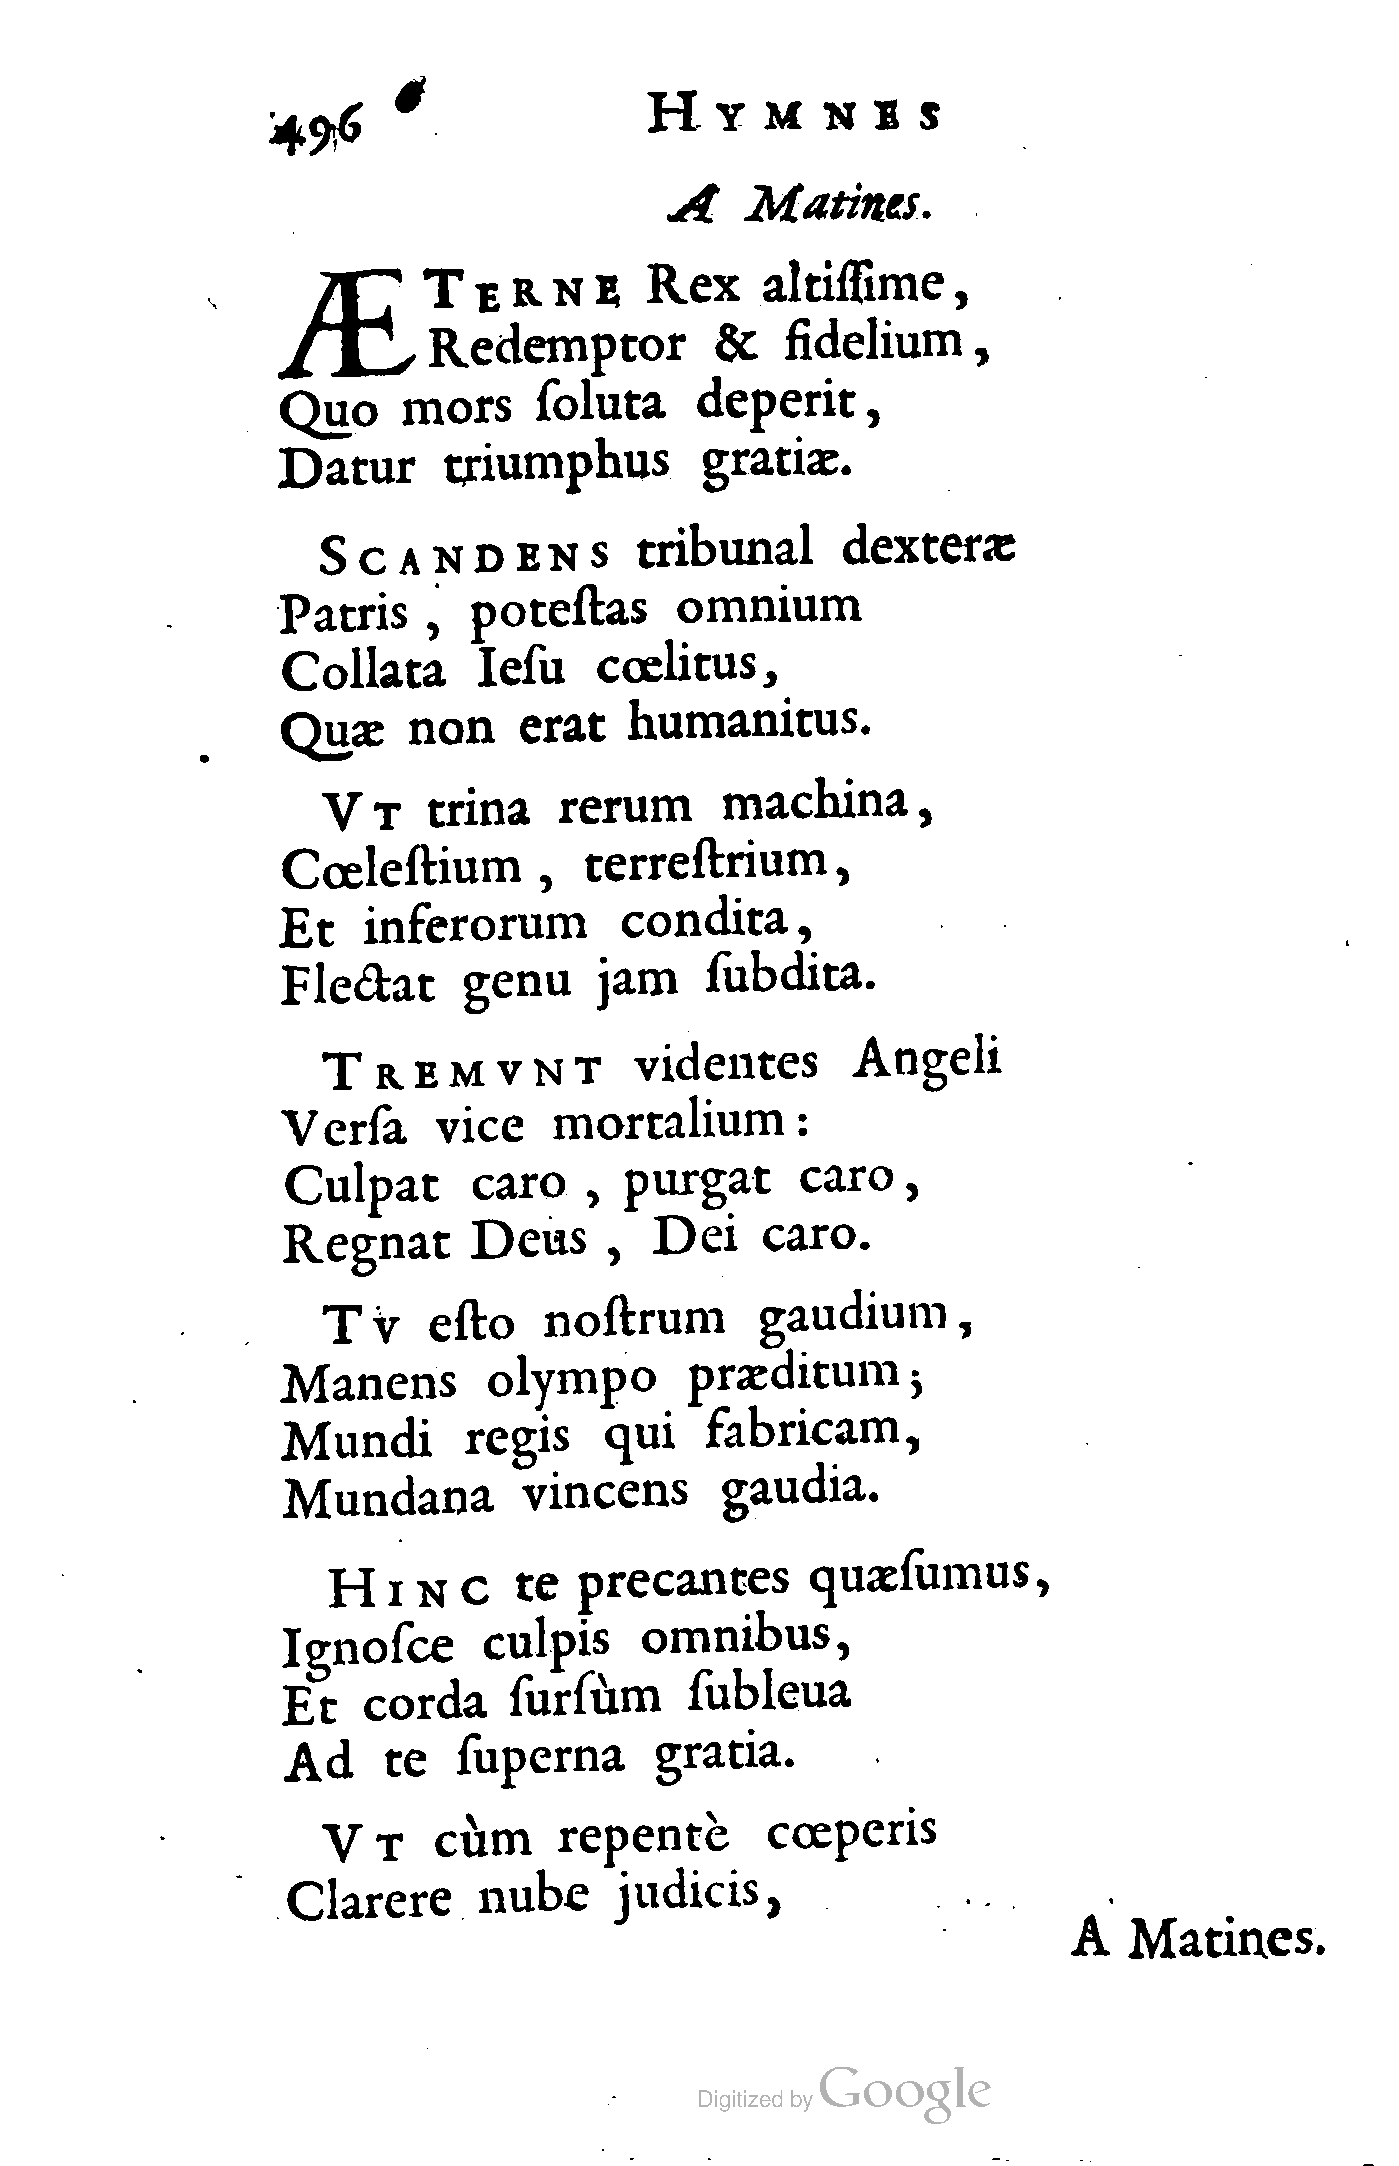 496 HYMNES
A Matines.
ÆTERNE Rex altiſſime,
Redemptor & fidelium,
Quo mors ſoluta deperit,
Datur triumphus gratiæ.
SCANDENS tribunal dexteræ
Patris, poteſtas omnium
Collata Ieſu cœlitus,
Quæ non erat humanitus.
VT trina rerum machina,
Cœleſtium, terreſtrium,
Et inferorum condita,
Flectat genu jam ſubdita.
TREMVNT videntes Angeli
Verſa vice mortalium:
Culpat caro, purgat caro,
Regnat Deus, Dei caro.
TV eſto noſtrum gaudium,
Manens olympo præditum;
Mundi regis qui fabricam,
Mundana vincens gaudia.
HINC te precantes quæſumus,
Ignoſce culpis omnibus,
Et corda ſurſùm ſubleua
Ad te ſuperna gratia.
VT cùm repentè cœperis
Clarere nube judicis,
A Matines.
Digitized by Google